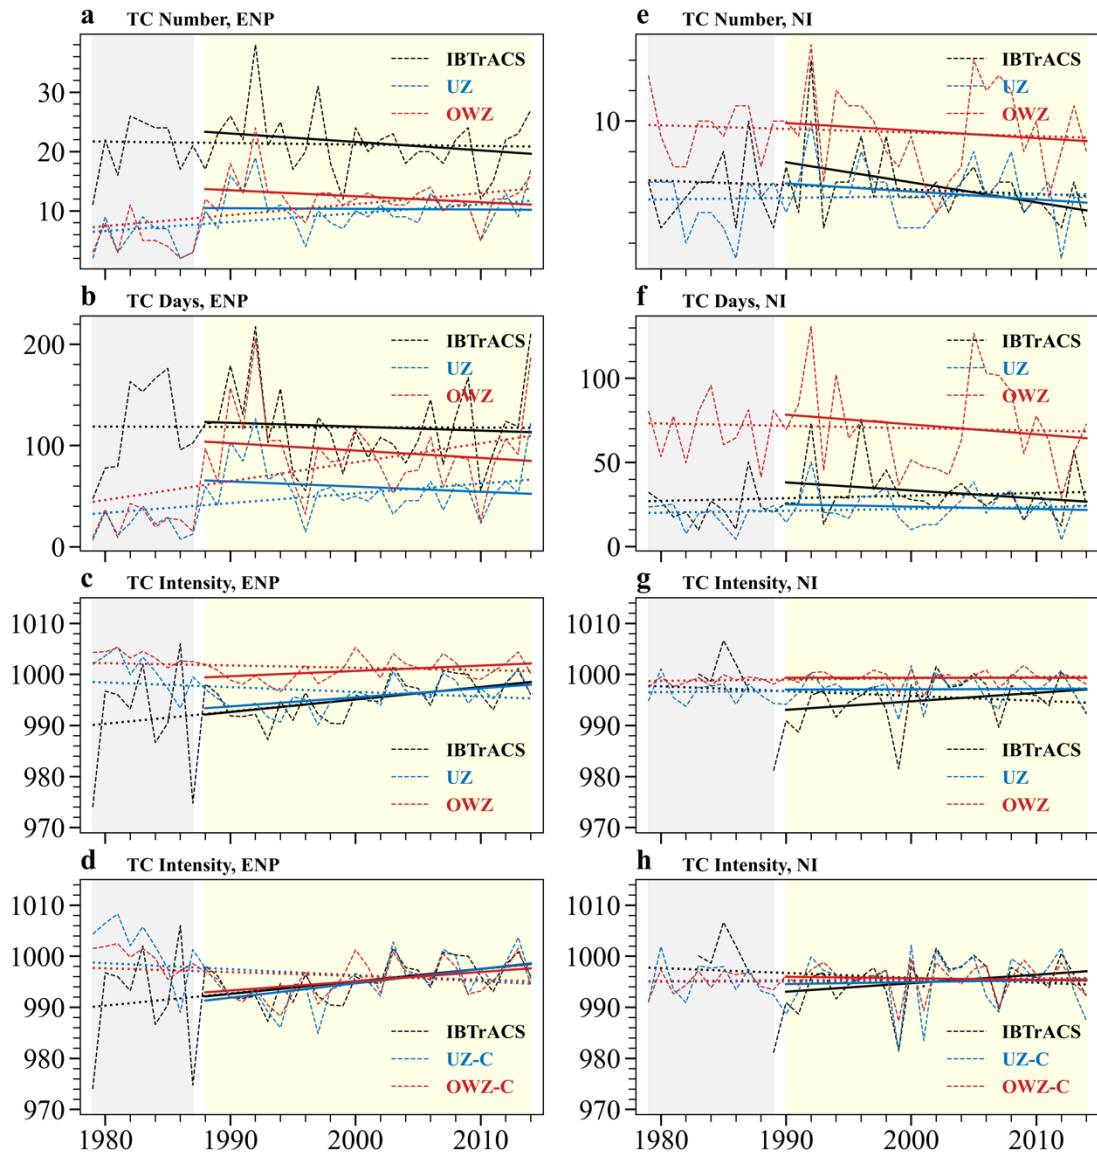 a TC Number, ENP
IBTrACS
UZ
OWZ
30
20
10
b TC Days, ENP
IBTrACS
UZ
OWZ
200
100
0
c TC Intensity, ENP
1010
1000
990
980
970
IBTrACS
UZ
OWZ
d TC Intensity, ENP
1010
1000
990
980
970
IBTrACS
UZ-C
OWZ-C
1980 1990 2000 2010
e TC Number, NI
IBTrACS
UZ
OWZ
10
f TC Days, NI
IBTrACS
UZ
OWZ
100
50
0
g TC Intensity, NI
1010
1000
990
980
970
IBTrACS
UZ
OWZ
h TC Intensity, NI
1010
1000
990
980
970
IBTrACS
UZ-C
OWZ-C
1980 1990 2000 2010